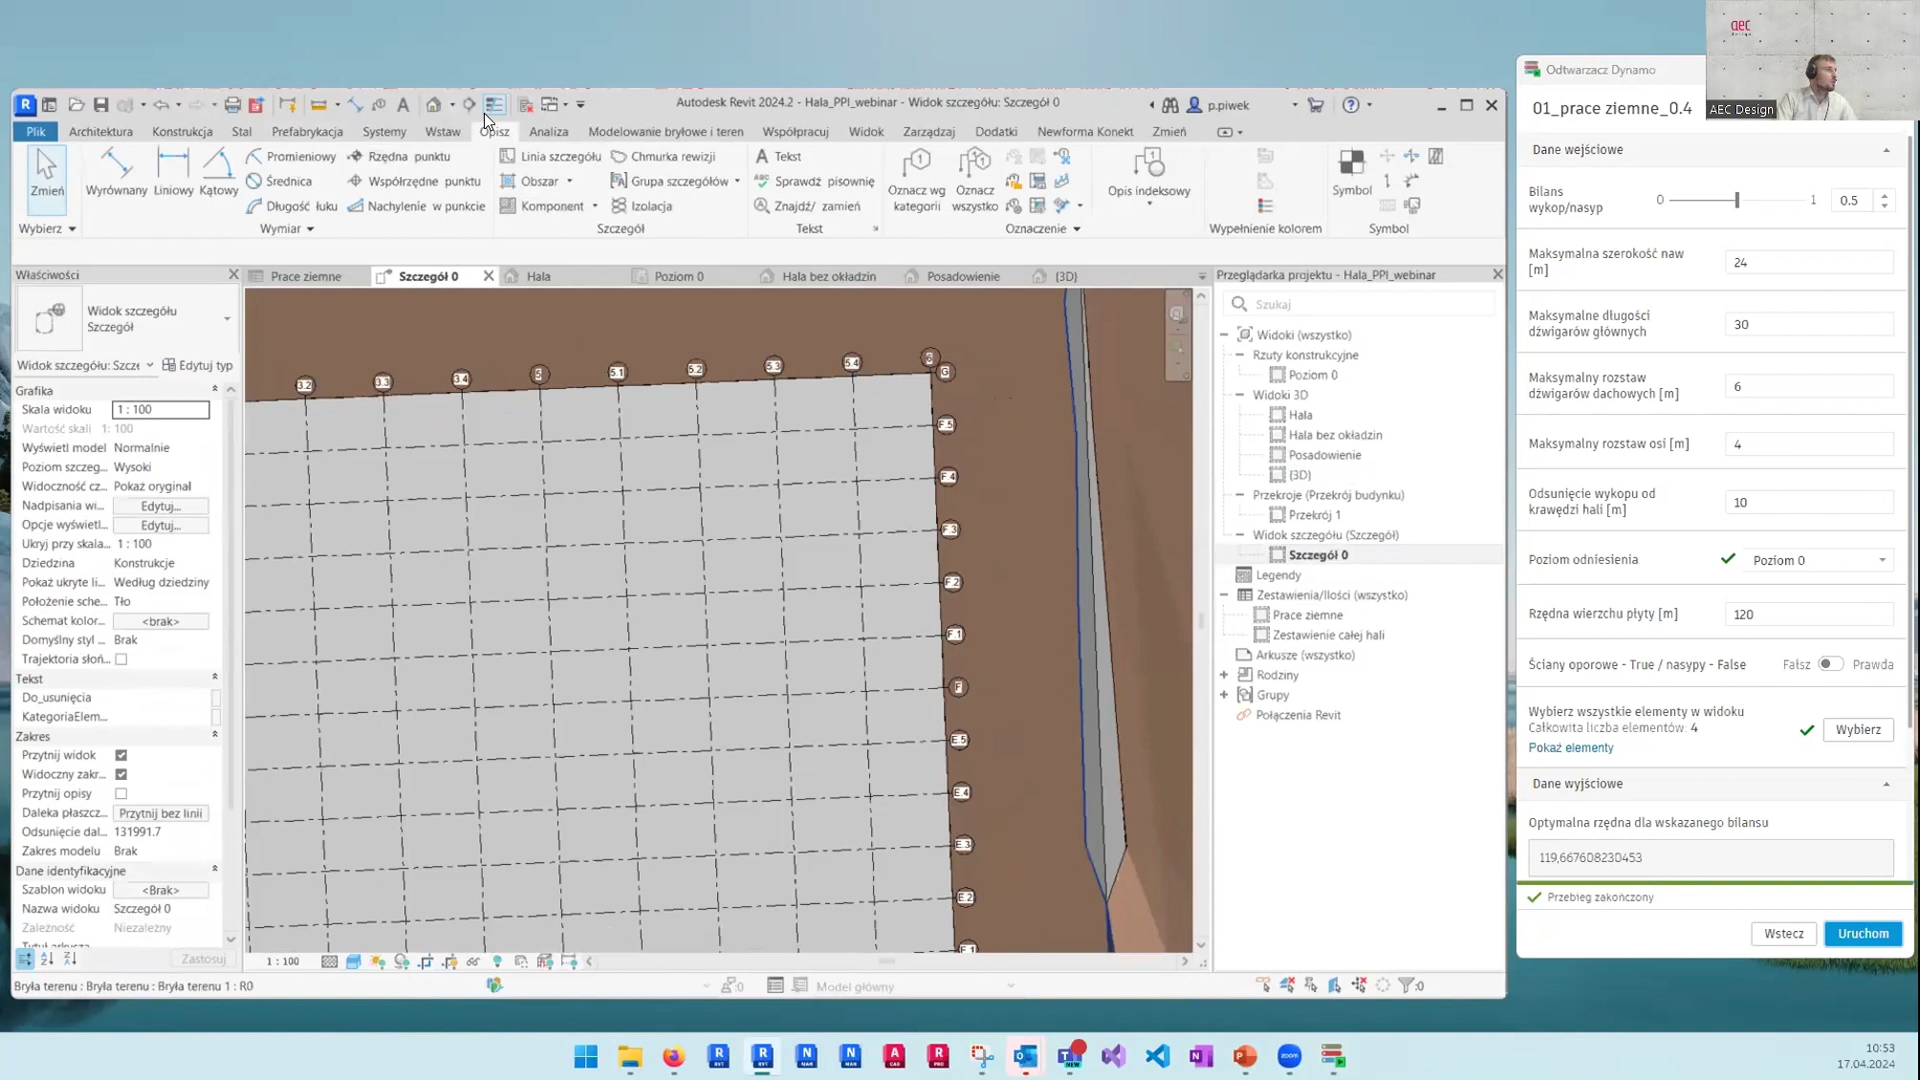 aec
design
AEC Design
Autodesk Revit 2024.2 - Hala_PPI_webinar - Widok szczegółu: Szczegół 0
p.piwek
Plik Architektura Konstrukcja Stal Prefabrykacja Systemy Wstaw Opisz Analiza Modelowanie bryłowe i teren Współpracuj Widok Zarządzaj Dodatki Newforma Konekt Zmień
Zmień
Wyrównany
Liniowy
Kątowy
Promieniowy
Średnica
Długość łuku
Rzędna punktu
Współrzędne punktu
Nachylenie w punkcie
Linia szczegółu
Obszar
Komponent
Chmurka rewizji
Grupa szczegółów
Izolacja
Tekst
Sprawdź pisownię
Znajdź/ zamień
Oznacz wg kategorii
Oznacz wszystko
Opis indeksowy
Symbol
Wybierz
Wymiar
Szczegół
Tekst
Oznaczenie
Wypełnienie kolorem
Symbol
Właściwości
Prace ziemne
Szczegół 0
Hala
Poziom 0
Hala bez okładzin
Posadowienie
{3D}
Widok szczegółu
Szczegół
Widok szczegółu: Szcze
Edytuj typ
Grafika
Skala widoku 1 : 100
Wartość skali 1: 100
Wyświetl model Normalnie
Poziom szczeg... Wysoki
Widoczność cz... Pokaż oryginał
Nadpisania wi... Edytuj...
Opcje wyświetl... Edytuj...
Ukryj przy skala... 1 : 100
Dziedzina Konstrukcje
Pokaż ukryte li... Według dziedziny
Położenie sche... Tło
Schemat kolor... <brak>
Domyślny styl ... Brak
Trajektoria słoń...
Tekst
Do_usunięcia
KategoriaElem...
Zakres
Przytnij widok
Widoczny zakr...
Przytnij opisy
Daleka płaszcz... Przytnij bez linii
Odsunięcie dal... 131991.7
Zakres modelu Brak
Dane identyfikacyjne
Szablon widoku <Brak>
Nazwa widoku Szczegół 0
Zależność Niezależny
Tytuł arkusza
Zastosuj
3.2 3.3 3.4 5 5.1 5.2 5.3 5.4
G
F.5
F.4
F.3
F.2
F.1
F
E.5
E.4
E.3
E.2
E.1
1 : 100
Bryła terenu : Bryła terenu : Bryła terenu 1 : R0
:0
Model główny
:0
Przeglądarka projektu - Hala_PPI_webinar
Szukaj
Widoki (wszystko)
Rzuty konstrukcyjne
Poziom 0
Widoki 3D
Hala
Hala bez okładzin
Posadowienie
{3D}
Przekroje (Przekrój budynku)
Przekrój 1
Widok szczegółu (Szczegół)
Szczegół 0
Legendy
Zestawienia/Ilości (wszystko)
Prace ziemne
Zestawienie całej hali
Arkusze (wszystko)
Rodziny
Grupy
Połączenia Revit
Odtwarzacz Dynamo
01_prace ziemne_0.4
Dane wejściowe
Bilans wykop/nasyp 0 1 0.5
Maksymalna szerokość naw [m] 24
Maksymalne długości dźwigarów głównych 30
Maksymalny rozstaw dźwigarów dachowych [m] 6
Maksymalny rozstaw osi [m] 4
Odsunięcie wykopu od krawędzi hali [m] 10
Poziom odniesienia Poziom 0
Rzędna wierzchu płyty [m] 120
Ściany oporowe - True / nasypy - False Fałsz Prawda
Wybierz wszystkie elementy w widoku
Całkowita liczba elementów: 4
Pokaż elementy
Wybierz
Dane wyjściowe
Optymalna rzędna dla wskazanego bilansu
119,667608230453
Przebieg zakończony
Wstecz
Uruchom
10:53
17.04.2024